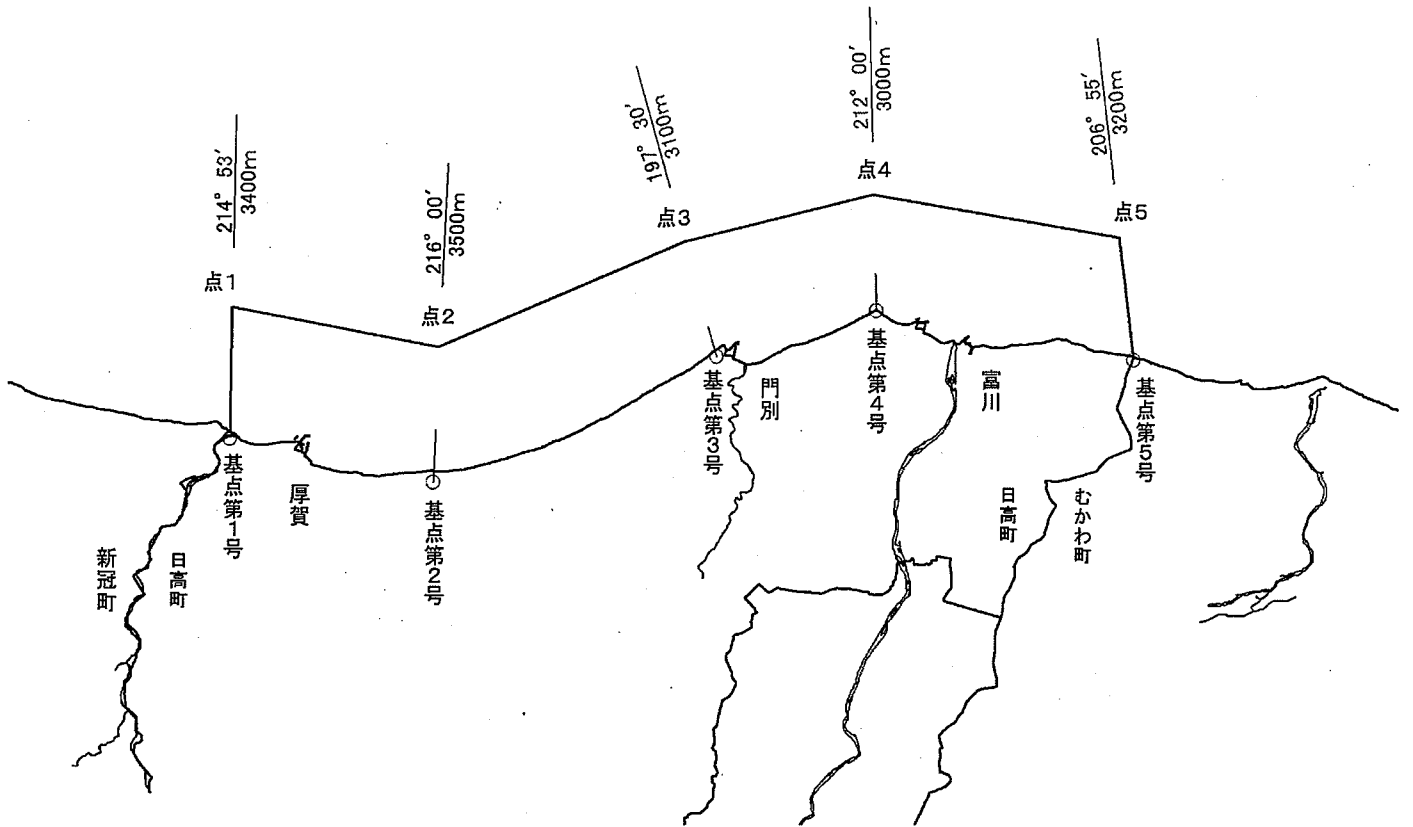 214° 53′
3400m
216° 00′
3500m
197° 30′
3100m
212° 00′
3000m
206° 55′
3200m
点1
点2
点3
点4
点5
基点第1号
厚賀
基点第2号
基点第3号
門別
基点第4号
富川
基点第5号
新冠町
日高町
日高町
むかわ町